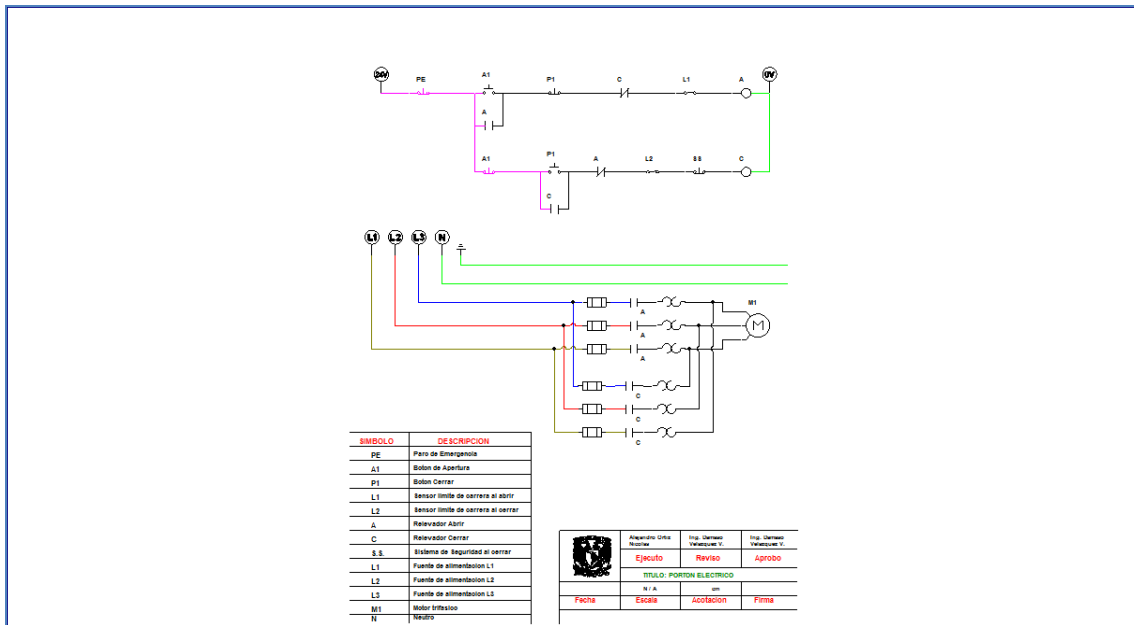 24V
0V
PE A1 P1 C L1 A
A
A1 P1 A L2 SS C
C
L1 L2 L3 N
M1
M
A
A
A
C
C
C
SIMBOLO DESCRIPCION
PE Paro de Emergencia
A1 Boton de Apertura
P1 Boton Cerrar
L1 Sensor limite de carrera al abrir
L2 Sensor limite de carrera al cerrar
A Relevador Abrir
C Relevador Cerrar
S.S. Sistema de Seguridad al cerrar
L1 Fuente de alimentacion L1
L2 Fuente de alimentacion L2
L3 Fuente de alimentacion L3
M1 Motor trifasico
N Neutro
Alejandro Ortiz Ing. Damaso Ing. Damaso
Nicolas Velazquez V. Velazquez V.
Ejecuto Reviso Aprobo
TITULO: PORTON ELECTRICO
N / A cm
Fecha Escala Acotacion Firma